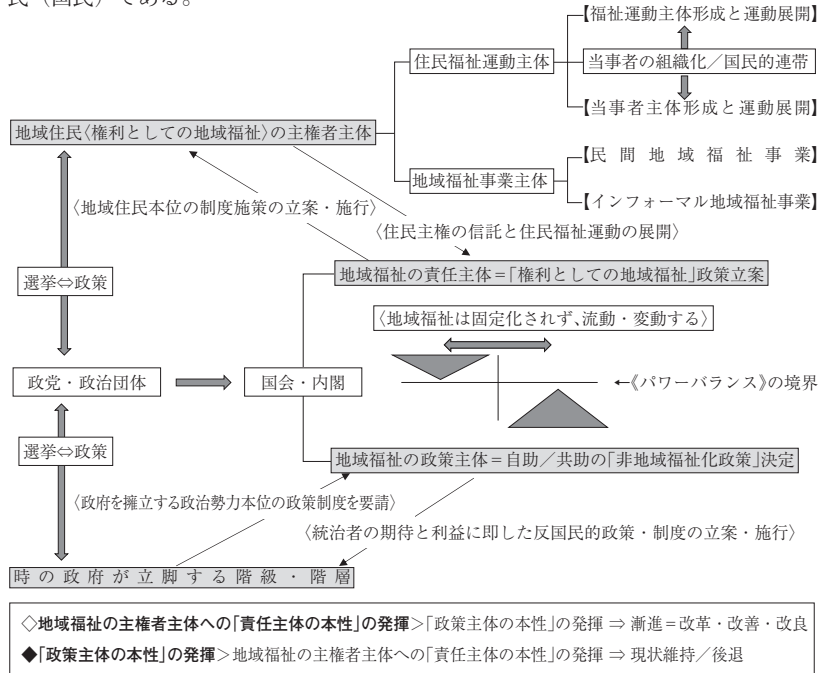 民〈国民〉である。
【福祉運動主体形成と運動展開】
住民福祉運動主体
当事者の組織化／国民的連帯
【当事者主体形成と運動展開】
地域住民〈権利としての地域福祉〉の主権者主体
【民間地域福祉事業】
地域福祉事業主体
【インフォーマル地域福祉事業】
〈地域住民本位の制度施策の立案・施行〉
〈住民主権の信託と住民福祉運動の展開〉
選挙⇔政策
地域福祉の責任主体＝「権利としての地域福祉」政策立案
〈地域福祉は固定化されず、流動・変動する〉
政党・政治団体
国会・内閣
←《パワーバランス》の境界
選挙⇔政策
地域福祉の政策主体＝自助／共助の「非地域福祉化政策」決定
〈政府を擁立する政治勢力本位の政策制度を要請〉
〈統治者の期待と利益に即した反国民的政策・制度の立案・施行〉
時の政府が立脚する階級・階層
◇地域福祉の主権者主体への「責任主体の本性」の発揮＞「政策主体の本性」の発揮 ⇒ 漸進＝改革・改善・改良
◆「政策主体の本性」の発揮＞地域福祉の主権者主体への「責任主体の本性」の発揮 ⇒ 現状維持／後退